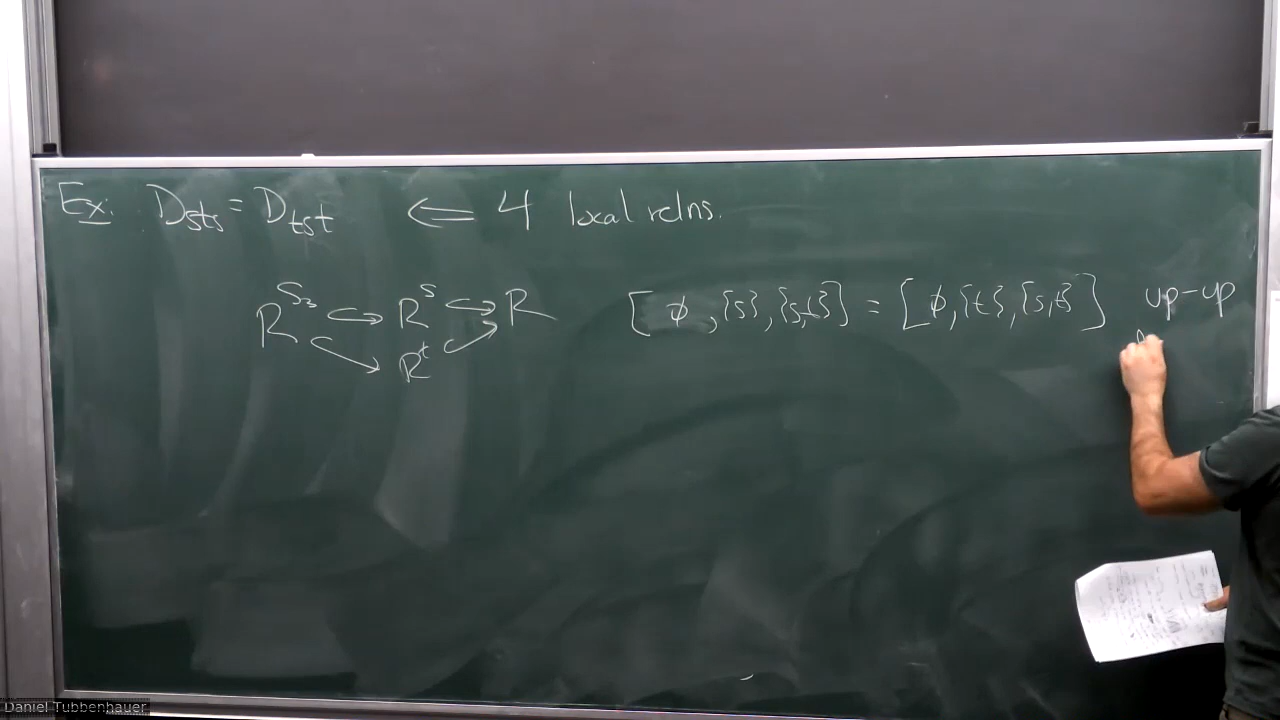 Ex: D_sts = D_tst ⇐ 4 local relns.
R^{S_3} ↪ R^s ↪ R [∅, {s}, {s,t}] = [∅, {t}, {s,t}] up-up
↪ R^t ↪
Daniel Tubbenhauer